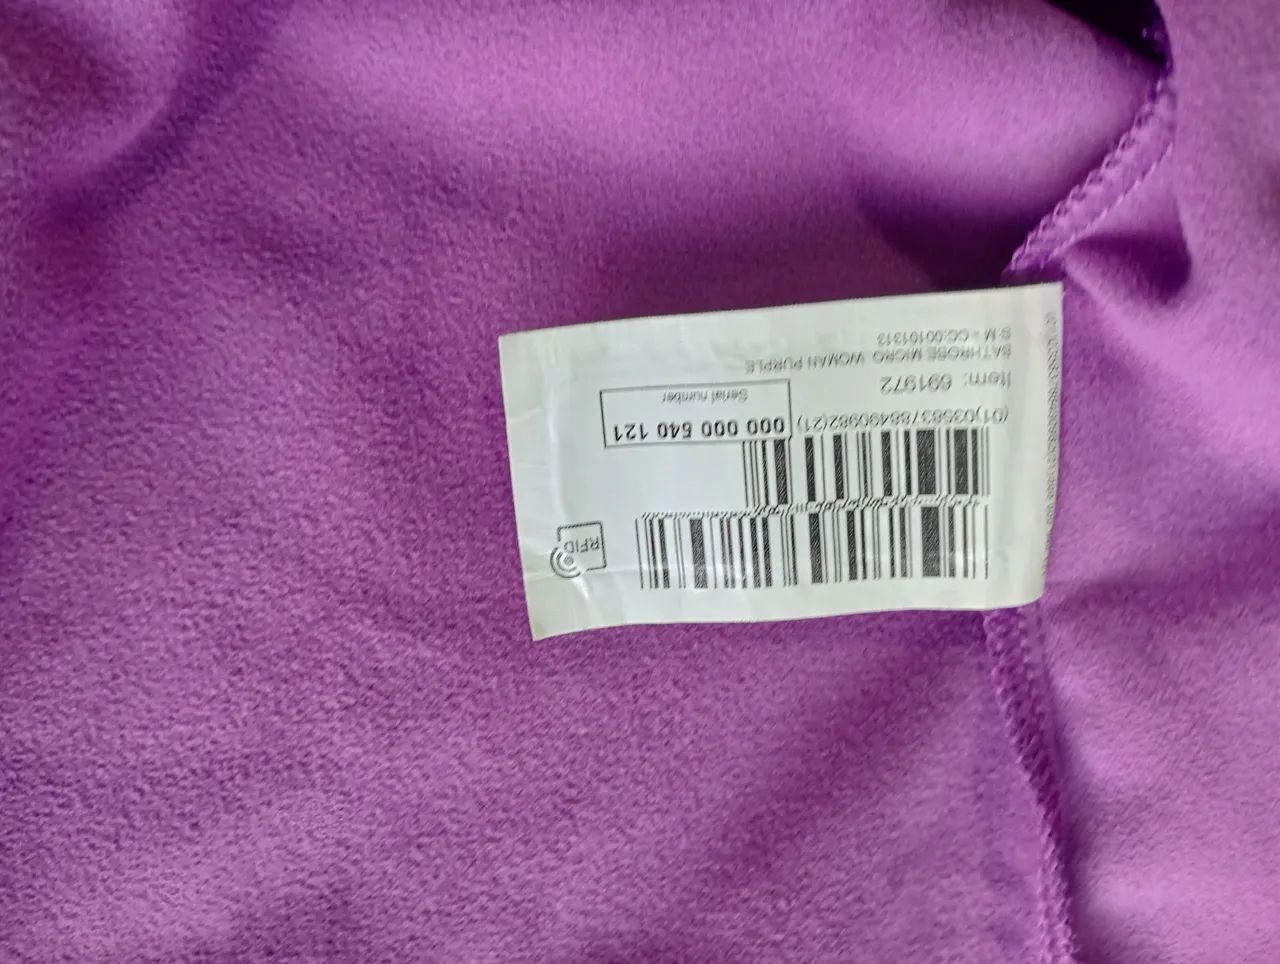 RFID
(01)03583788490982(21) 000 000 540 121
Serial number
Item: 691972
BATHROBE MICRO WOMAN PURPLE
S:M - CC:00101313